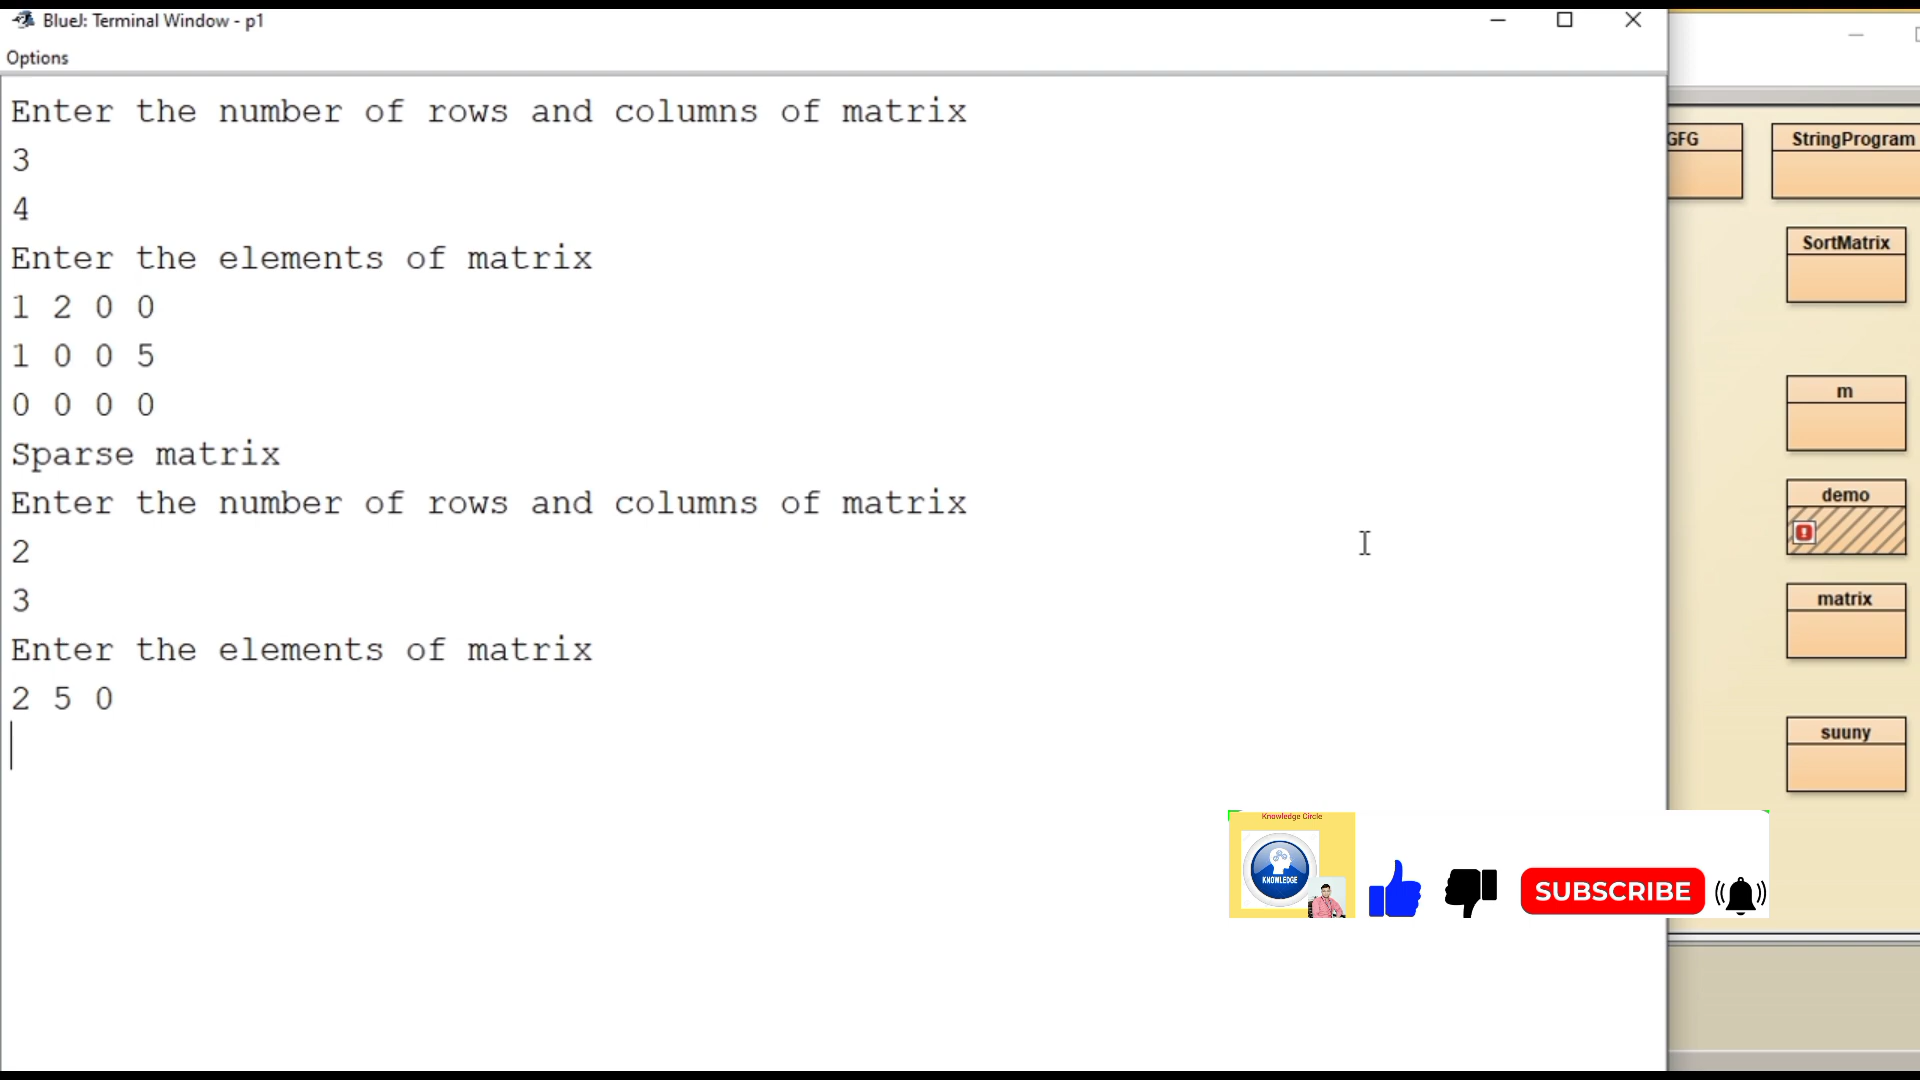 BlueJ: Terminal Window - p1
Options
Enter the number of rows and columns of matrix
3
4
Enter the elements of matrix
1 2 0 0
1 0 0 5
0 0 0 0
Sparse matrix
Enter the number of rows and columns of matrix
2
3
Enter the elements of matrix
2 5 0
GFG
StringProgram
SortMatrix
m
demo
matrix
suuny
Knowledge Circle
KNOWLEDGE
SUBSCRIBE